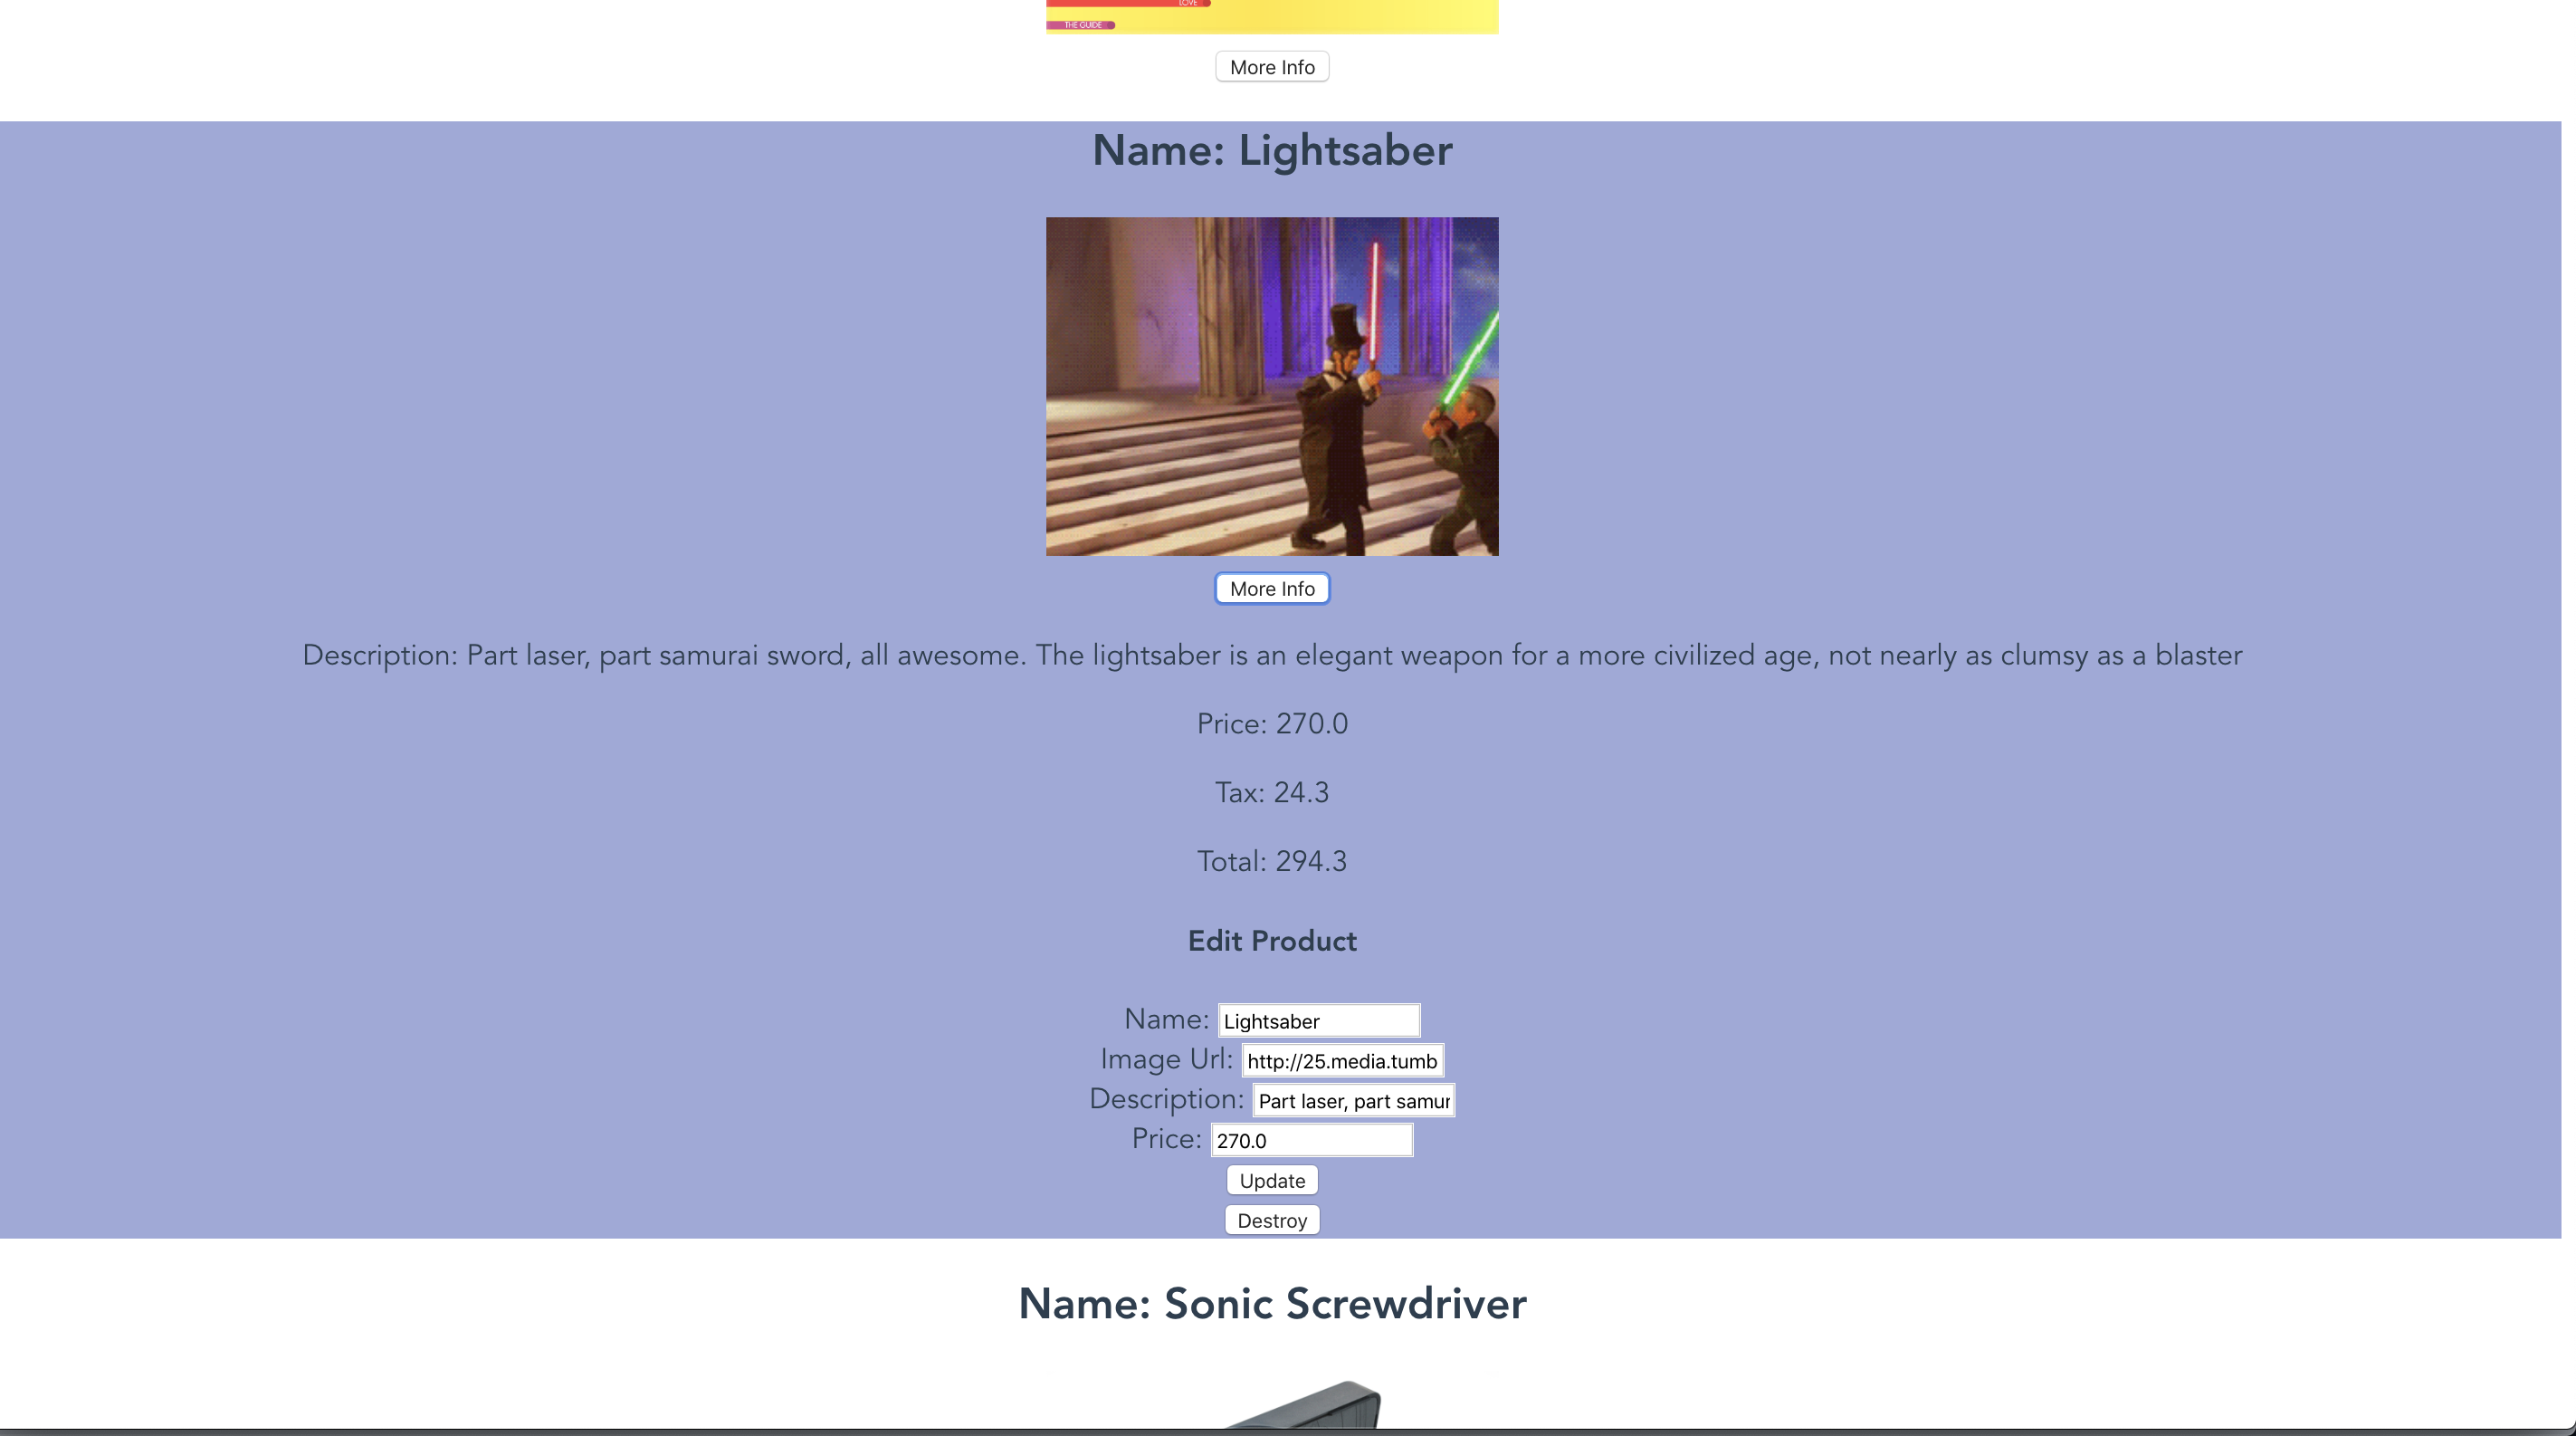 LOVE
THE GUIDE
More Info
Name: Lightsaber
More Info
Description: Part laser, part samurai sword, all awesome. The lightsaber is an elegant weapon for a more civilized age, not nearly as clumsy as a blaster
Price: 270.0
Tax: 24.3
Total: 294.3
Edit Product
Name: Lightsaber
Image Url: http://25.media.tumb
Description: Part laser, part samur
Price: 270.0
Update
Destroy
Name: Sonic Screwdriver